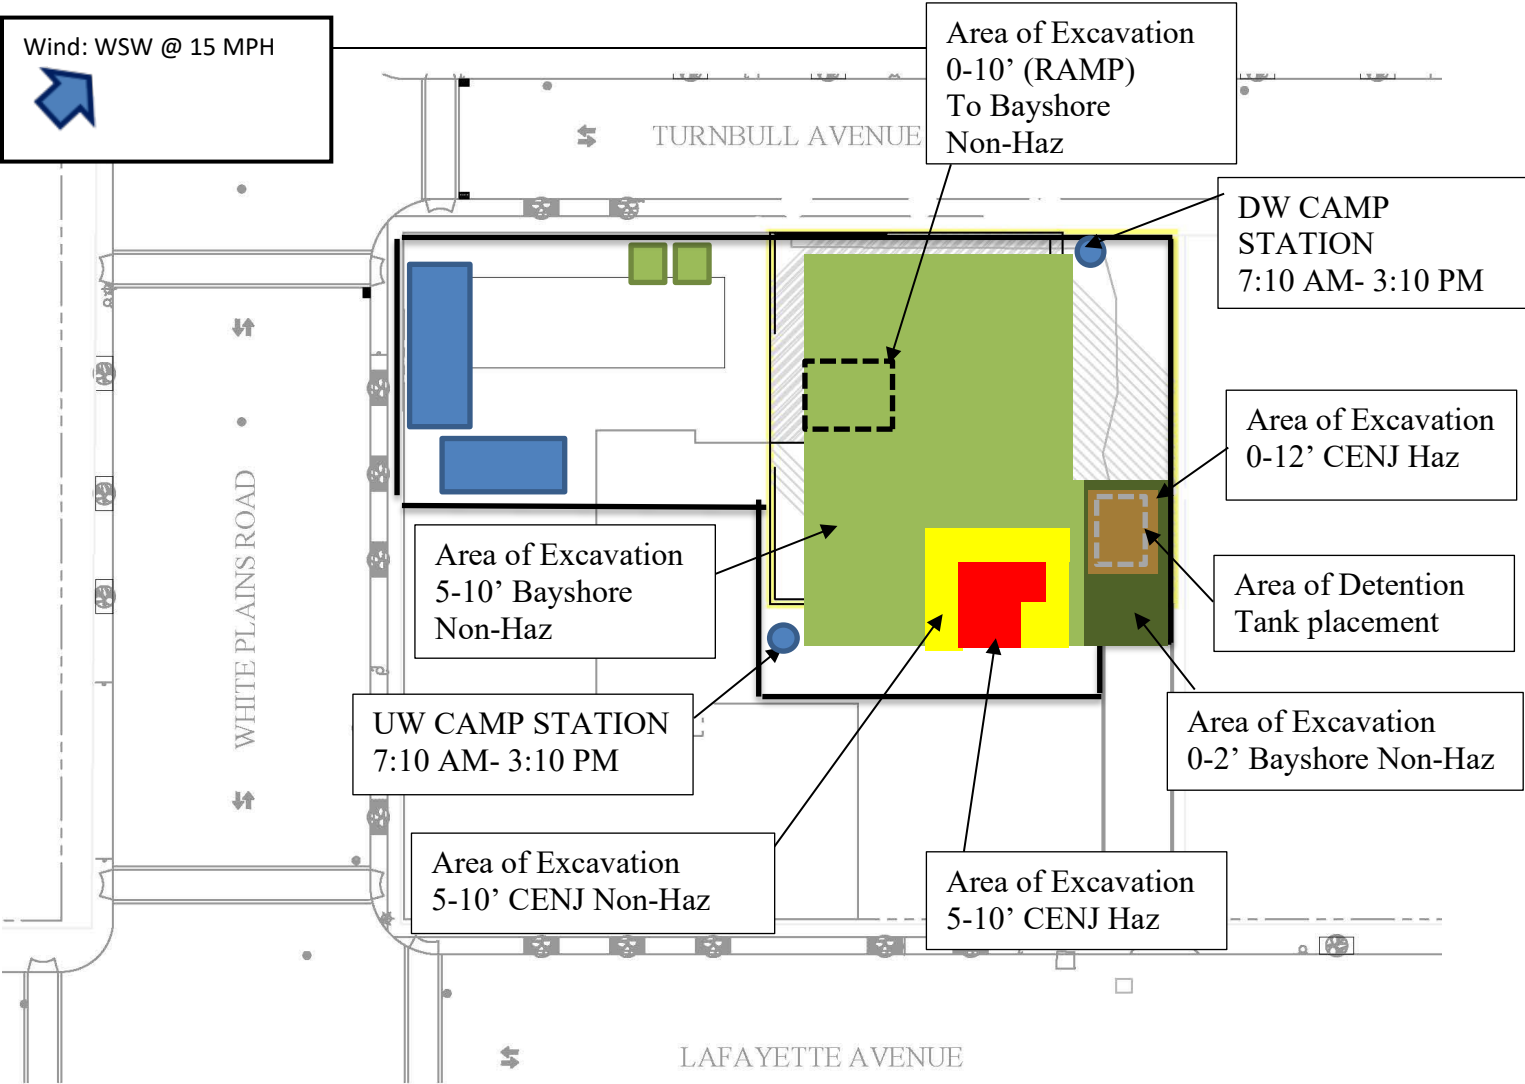 Wind: WSW @ 15 MPH
Area of Excavation
0-10’ (RAMP)
To Bayshore
Non-Haz
TURNBULL AVENUE
DW CAMP
STATION
7:10 AM- 3:10 PM
Area of Excavation
0-12’ CENJ Haz
WHITE PLAINS ROAD
Area of Excavation
5-10’ Bayshore
Non-Haz
Area of Detention
Tank placement
UW CAMP STATION
7:10 AM- 3:10 PM
Area of Excavation
0-2’ Bayshore Non-Haz
Area of Excavation
5-10’ CENJ Non-Haz
Area of Excavation
5-10’ CENJ Haz
LAFAYETTE AVENUE